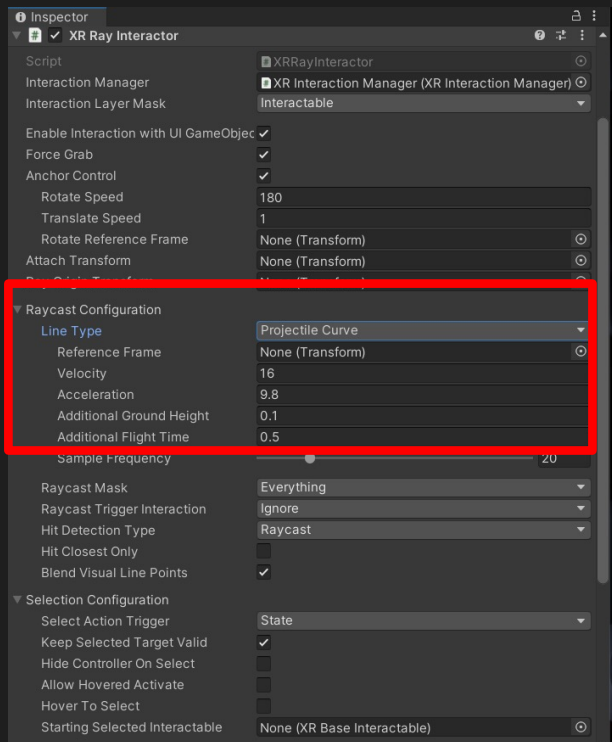 Inspector
XR Ray Interactor
Script XRRayInteractor
Interaction Manager XR Interaction Manager (XR Interaction Manager)
Interaction Layer Mask Interactable
Enable Interaction with UI GameObjec
Force Grab
Anchor Control
Rotate Speed 180
Translate Speed 1
Rotate Reference Frame None (Transform)
Attach Transform None (Transform)
Ray Origin Transform None (Transform)
Raycast Configuration
Line Type Projectile Curve
Reference Frame None (Transform)
Velocity 16
Acceleration 9.8
Additional Ground Height 0.1
Additional Flight Time 0.5
Sample Frequency 20
Raycast Mask Everything
Raycast Trigger Interaction Ignore
Hit Detection Type Raycast
Hit Closest Only
Blend Visual Line Points
Selection Configuration
Select Action Trigger State
Keep Selected Target Valid
Hide Controller On Select
Allow Hovered Activate
Hover To Select
Starting Selected Interactable None (XR Base Interactable)